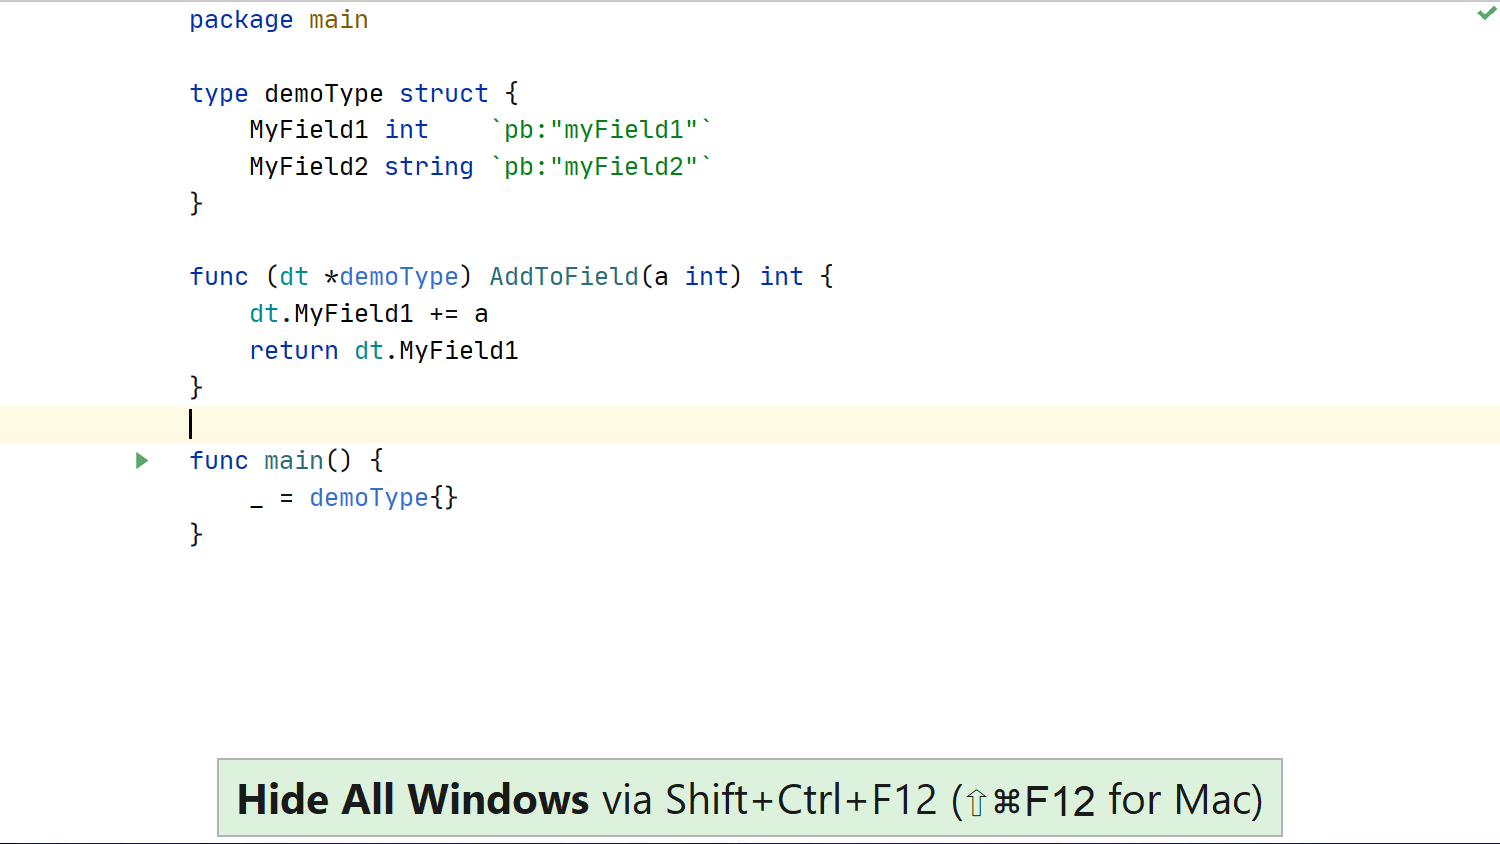 package main
type demoType struct {
    MyField1 int    `pb:"myField1"`
    MyField2 string `pb:"myField2"`
}
func (dt *demoType) AddToField(a int) int {
    dt.MyField1 += a
    return dt.MyField1
}
func main() {
    _ = demoType{}
}
Hide All Windows via Shift+Ctrl+F12 (⇧⌘F12 for Mac)